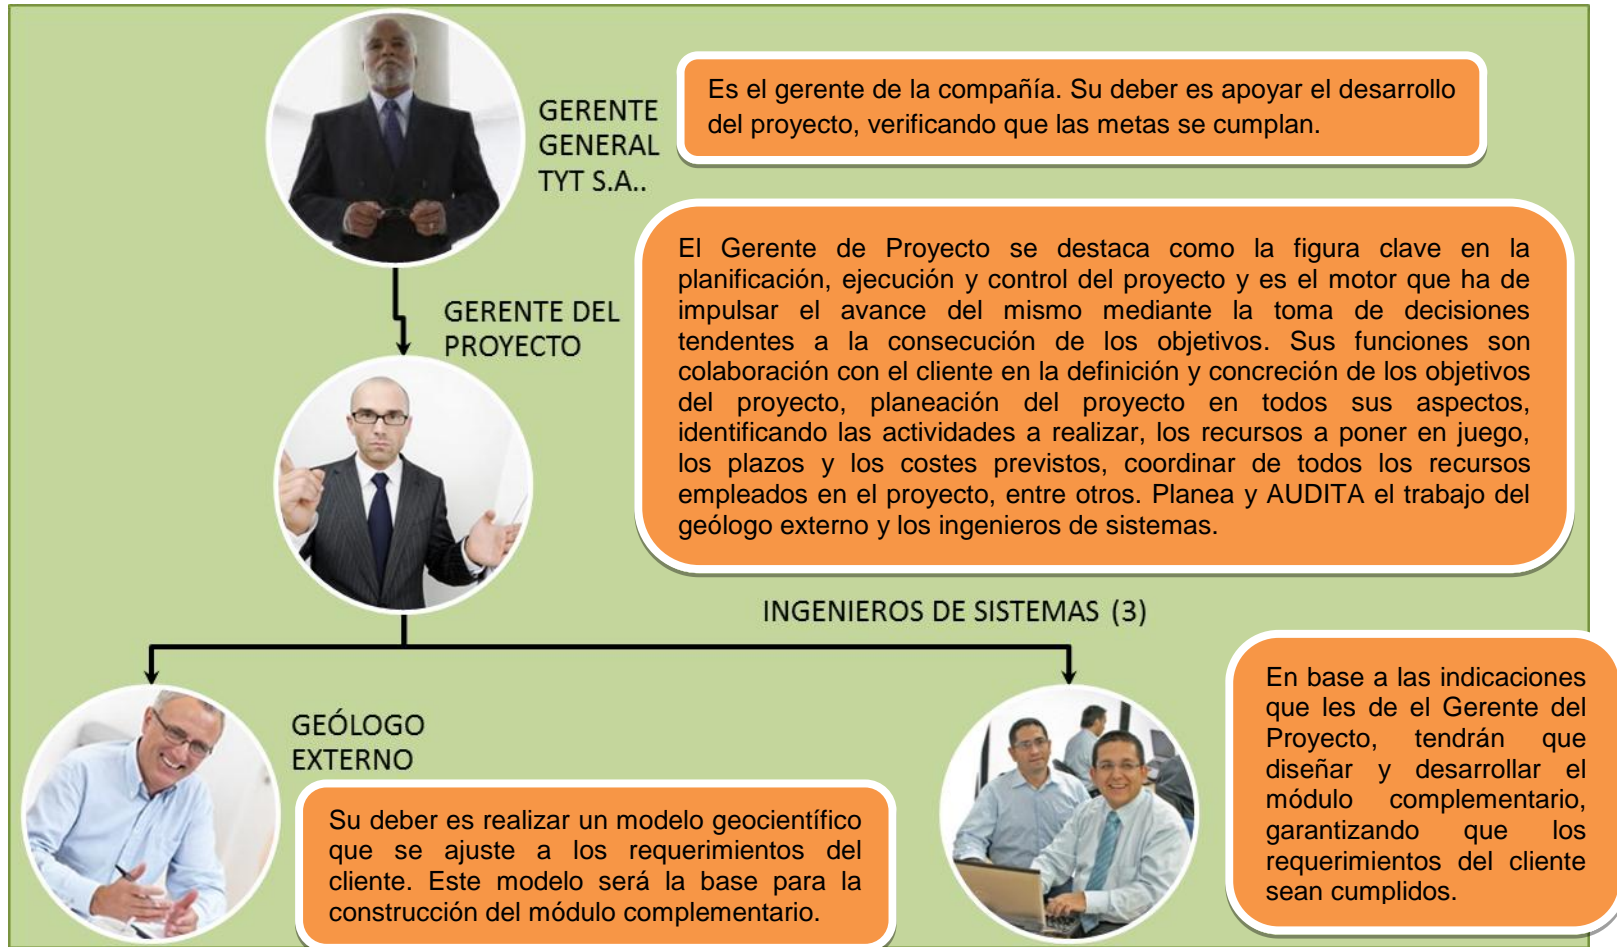 GERENTE
GENERAL
TYT S.A..
Es el gerente de la compañía. Su deber es apoyar el desarrollo
del proyecto, verificando que las metas se cumplan.
GERENTE DEL
PROYECTO
El Gerente de Proyecto se destaca como la figura clave en la
planificación, ejecución y control del proyecto y es el motor que ha de
impulsar el avance del mismo mediante la toma de decisiones
tendentes a la consecución de los objetivos. Sus funciones son
colaboración con el cliente en la definición y concreción de los objetivos
del proyecto, planeación del proyecto en todos sus aspectos,
identificando las actividades a realizar, los recursos a poner en juego,
los plazos y los costes previstos, coordinar de todos los recursos
empleados en el proyecto, entre otros. Planea y AUDITA el trabajo del
geólogo externo y los ingenieros de sistemas.
INGENIEROS DE SISTEMAS (3)
GEÓLOGO
EXTERNO
Su deber es realizar un modelo geocientífico
que se ajuste a los requerimientos del
cliente. Este modelo será la base para la
construcción del módulo complementario.
En base a las indicaciones
que les de el Gerente del
Proyecto, tendrán que
diseñar y desarrollar el
módulo complementario,
garantizando que los
requerimientos del cliente
sean cumplidos.